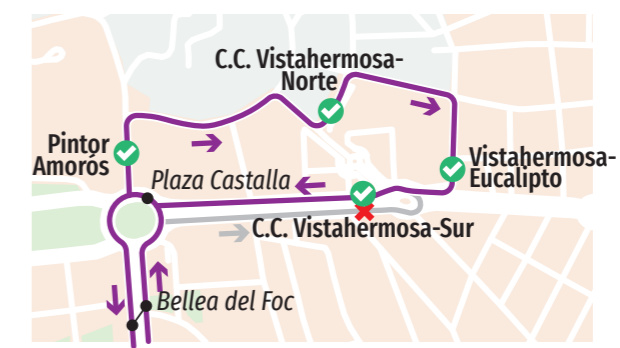 C.C. Vistahermosa-
Norte
Pintor
Amorós
Plaza Castalla
Vistahermosa-
Eucalipto
C.C. Vistahermosa-Sur
Bellea del Foc